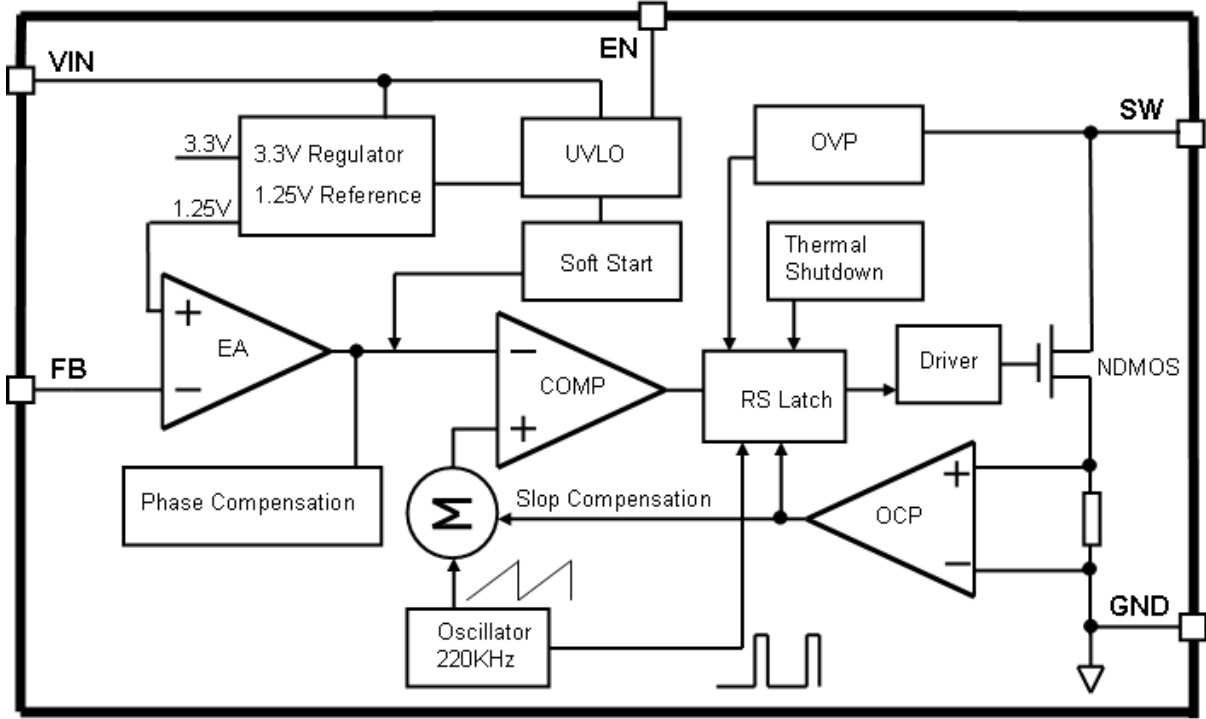 EN
VIN
SW
3.3V
3.3V Regulator
1.25V Reference
UVLO
OVP
1.25V
Soft Start
Thermal
Shutdown
+
EA
−
FB
−
COMP
+
RS Latch
Driver
NDMOS
Phase Compensation
Σ
Slop Compensation
+
OCP
−
GND
Oscillator
220KHz